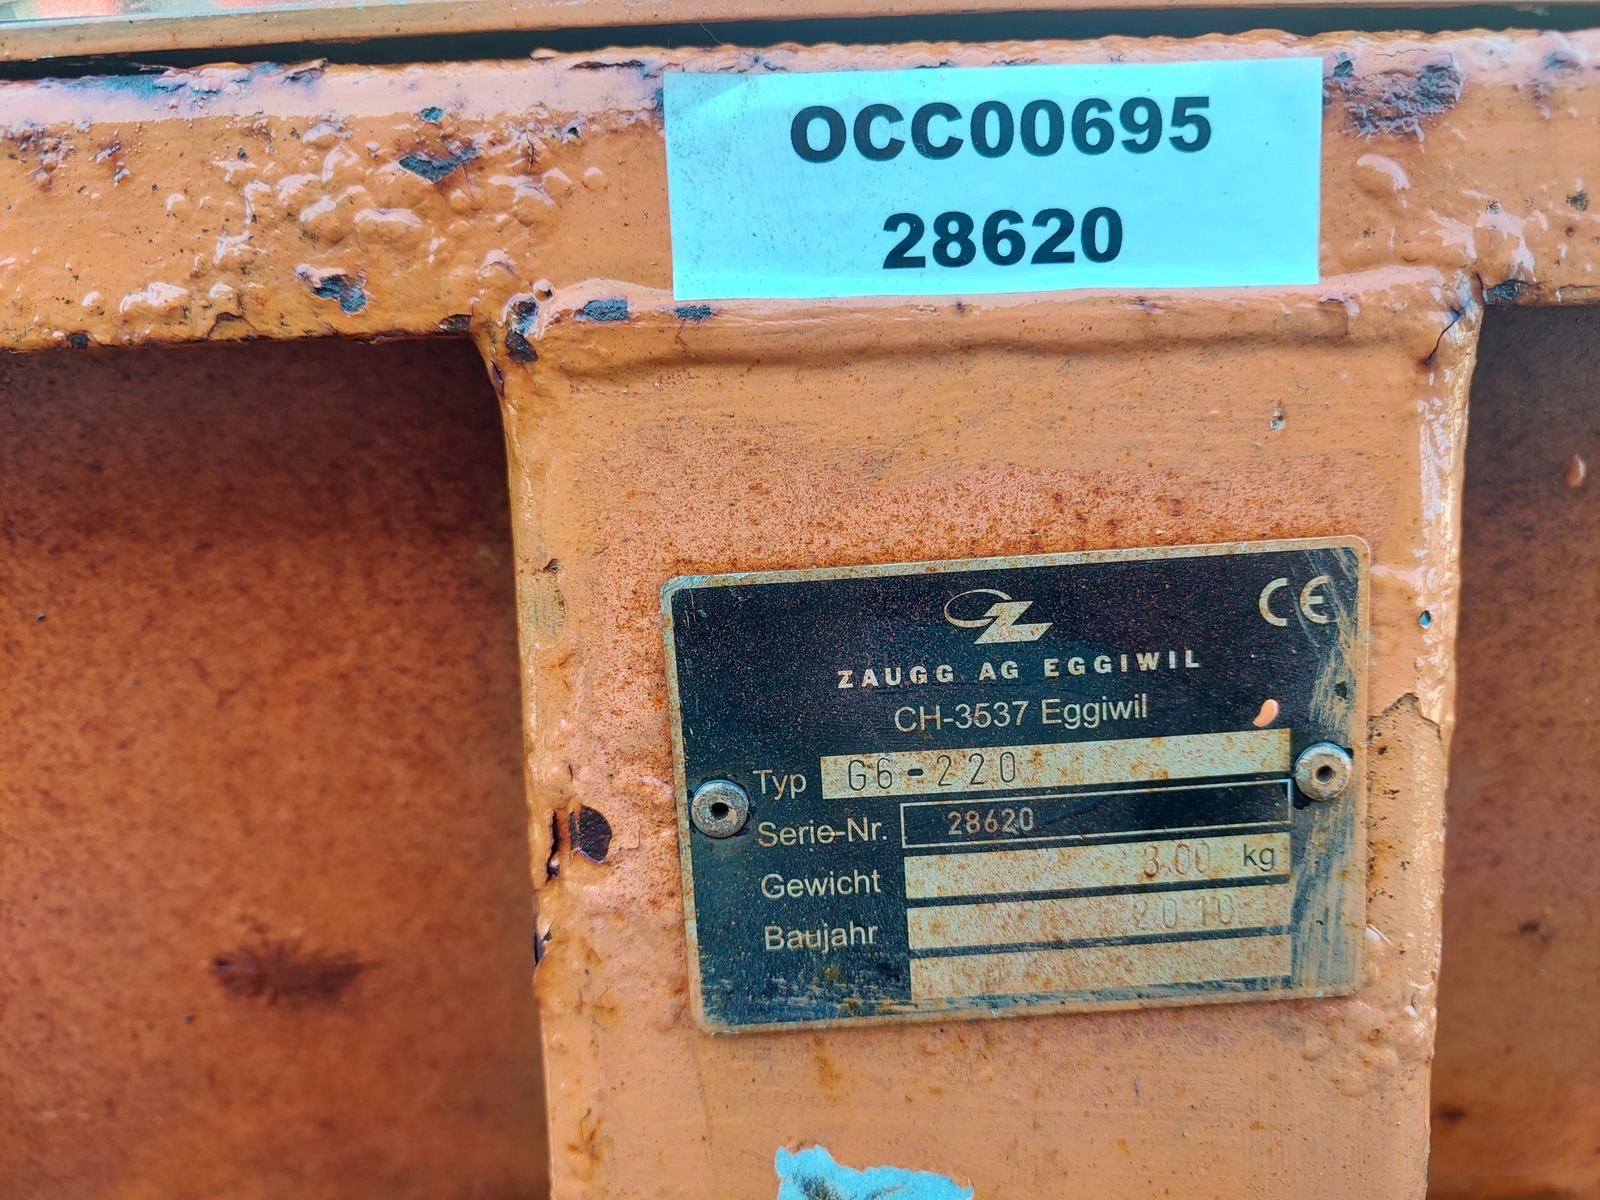 OCC00695
28620
CE
ZAUGG AG EGGIWIL
CH-3537 Eggiwil
Typ G6-220
Serie-Nr. 28620
Gewicht 300 kg
Baujahr 2010